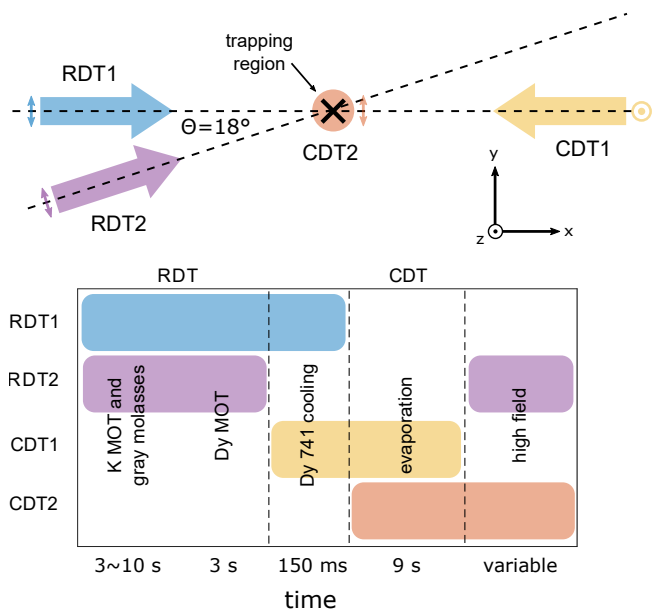 trapping
region
RDT1
Θ=18°
CDT2
CDT1
RDT2
y
z
x
RDT
CDT
RDT1
RDT2
CDT1
CDT2
K MOT and
gray molasses
Dy MOT
Dy 741 cooling
evaporation
high field
3~10 s
3 s
150 ms
9 s
variable
time